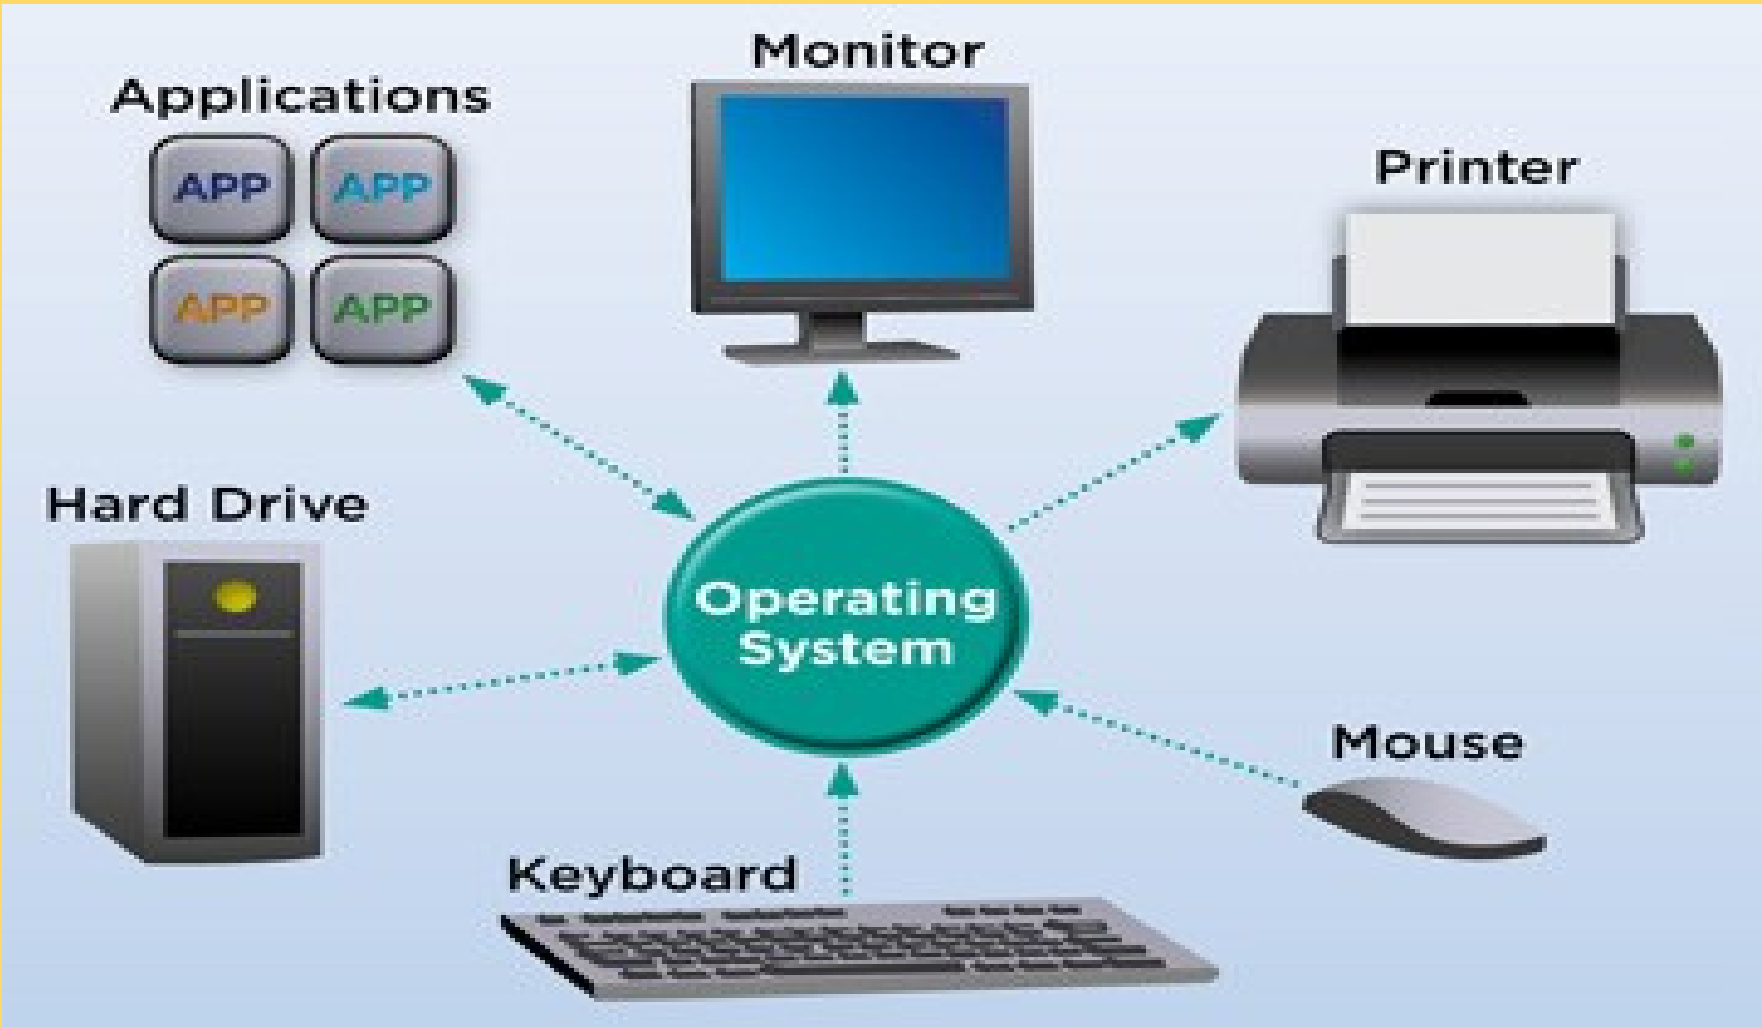 Monitor
Applications
APP APP
APP APP
Printer
Hard Drive
Operating
System
Mouse
Keyboard